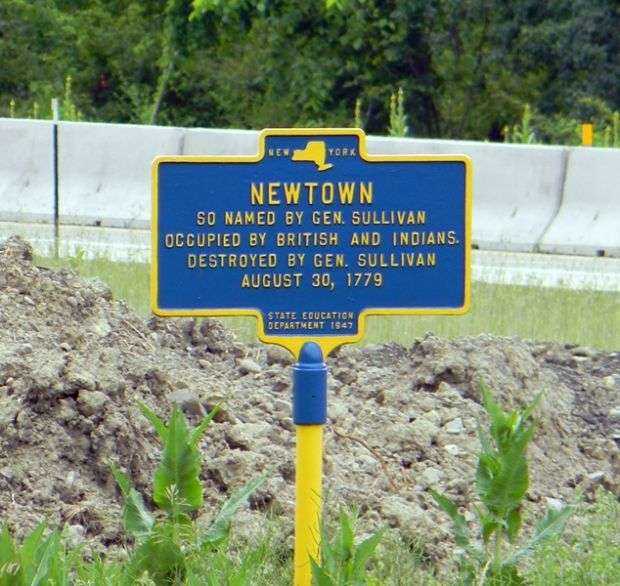 NEW YORK
NEWTOWN
SO NAMED BY GEN. SULLIVAN
OCCUPIED BY BRITISH AND INDIANS.
DESTROYED BY GEN. SULLIVAN
AUGUST 30, 1779
STATE EDUCATION
DEPARTMENT 1947